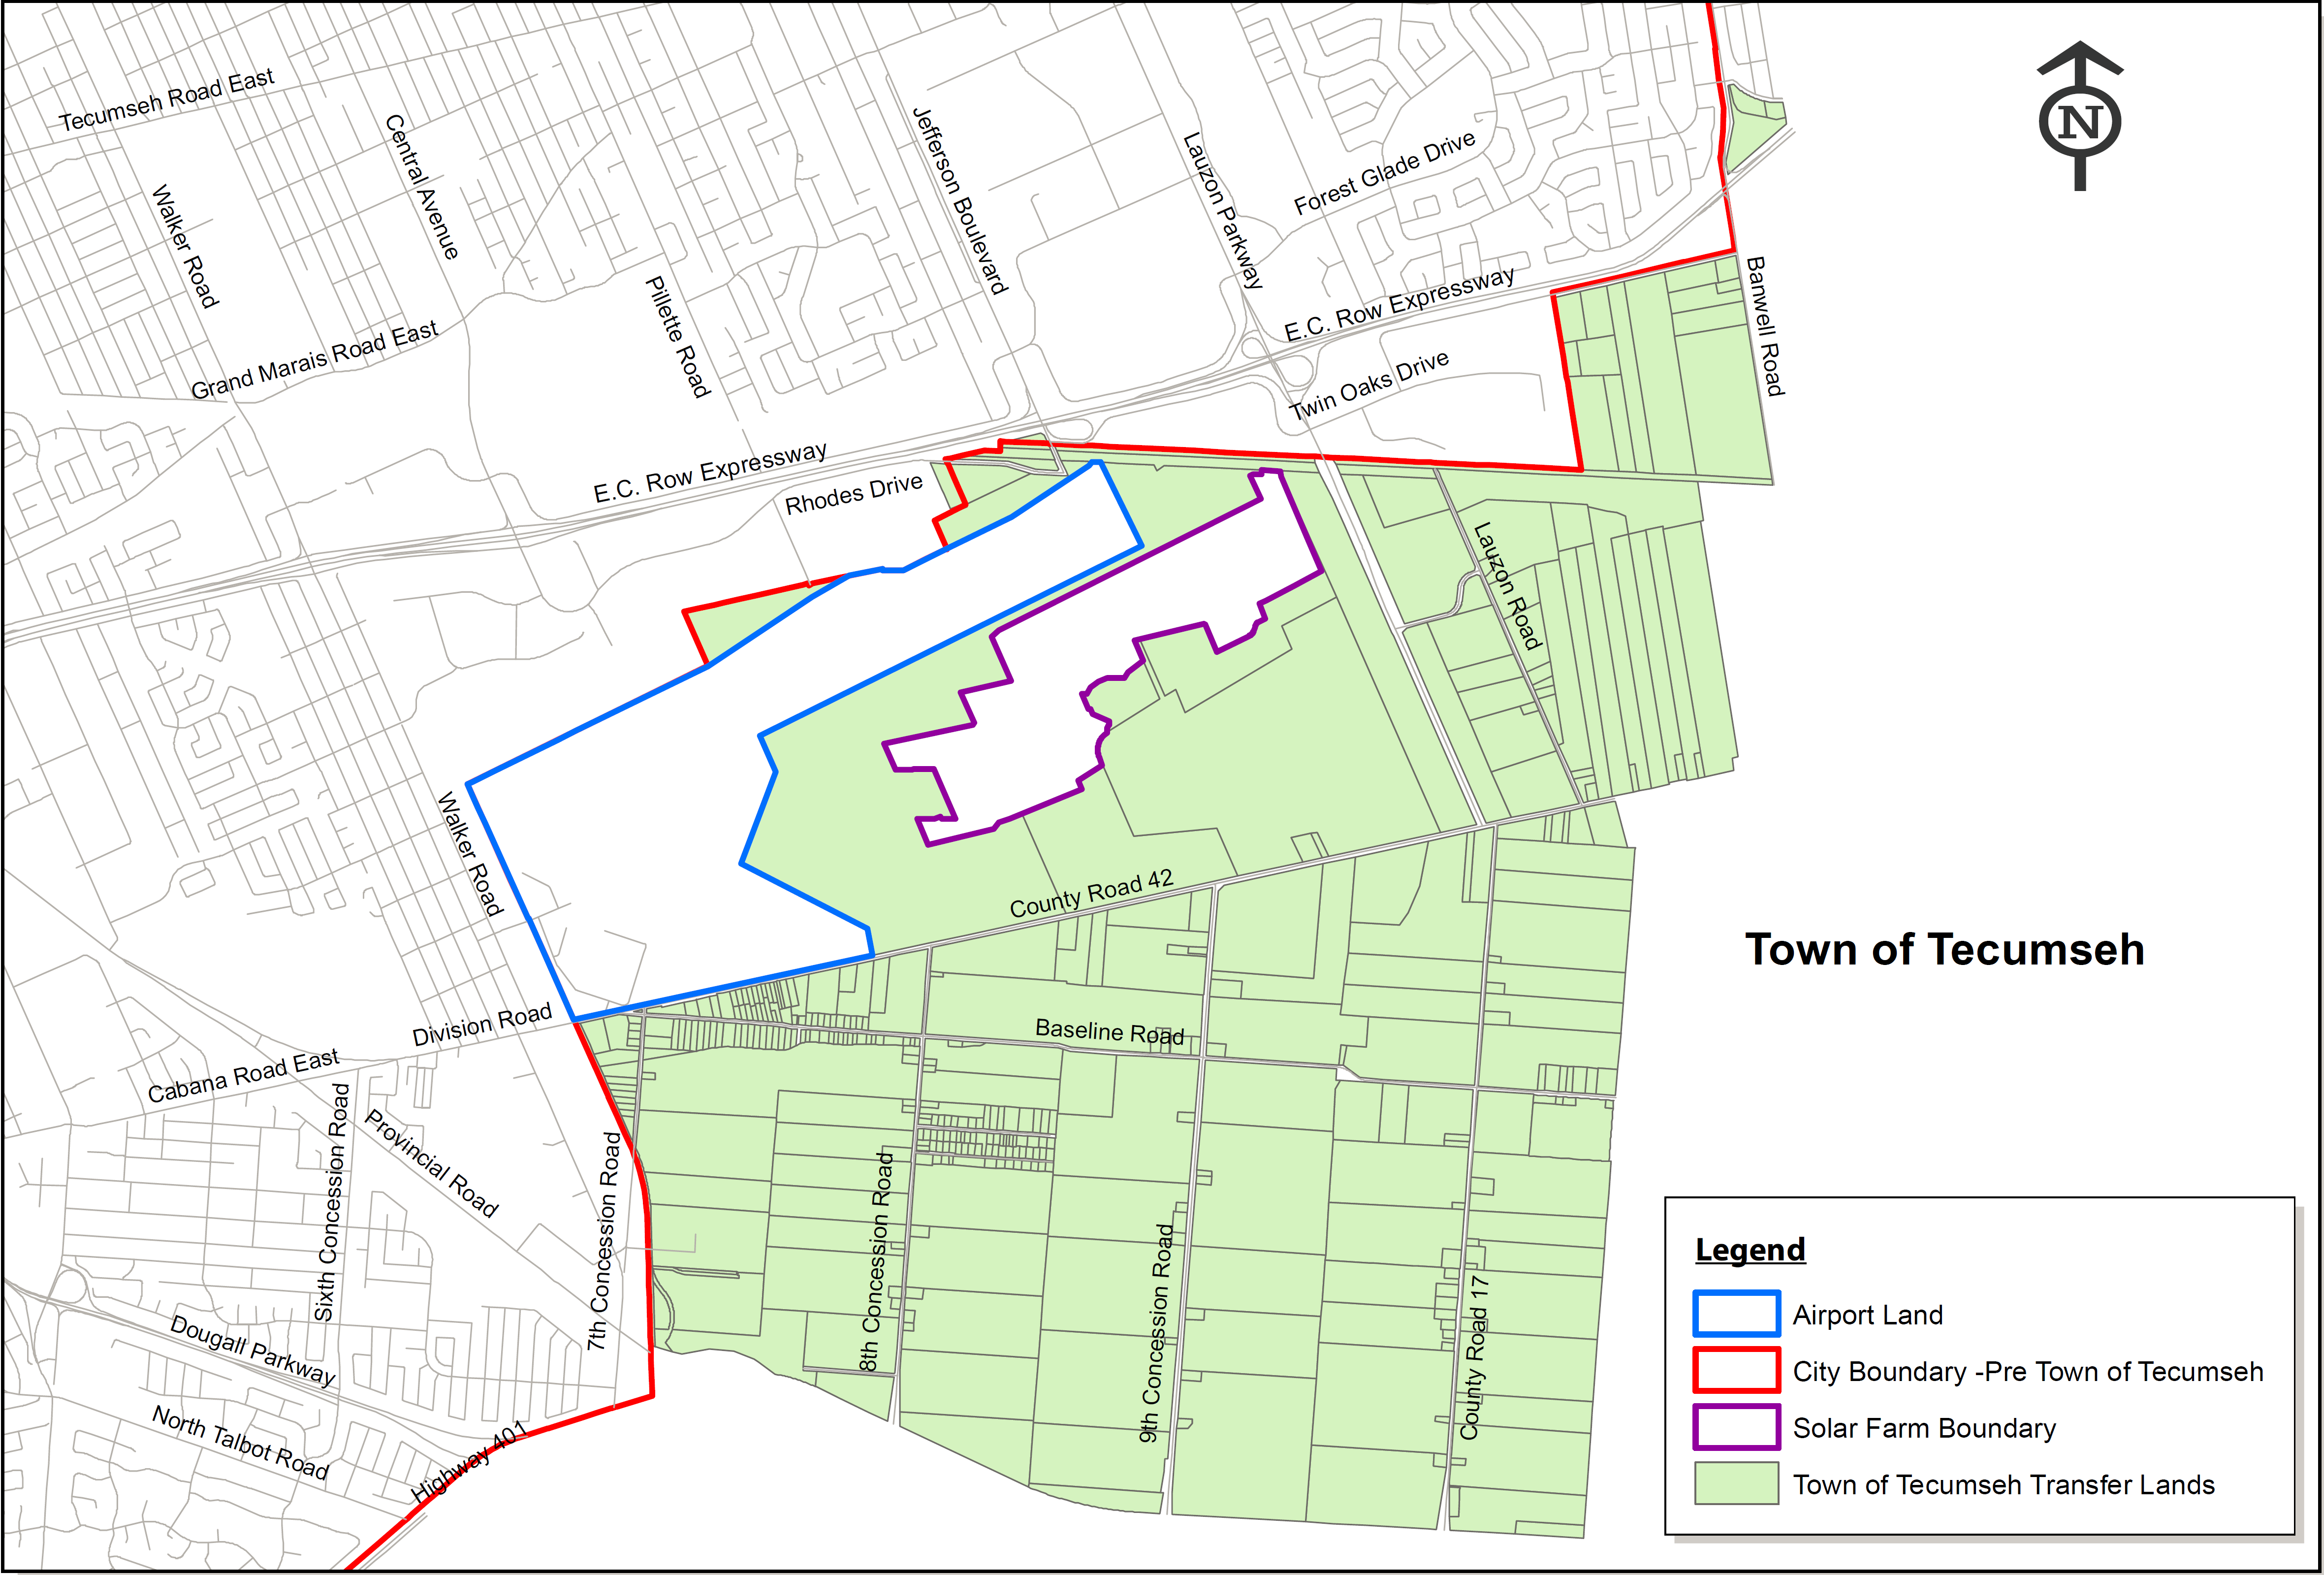 Tecumseh Road East
Central Avenue
Walker Road
Jefferson Boulevard
Lauzon Parkway
Forest Glade Drive
N
Grand Marais Road East
Pillette Road
E.C. Row Expressway
Banwell Road
Twin Oaks Drive
E.C. Row Expressway
Rhodes Drive
Lauzon Road
Walker Road
County Road 42
Town of Tecumseh
Division Road
Baseline Road
Cabana Road East
Sixth Concession Road
Provincial Road
7th Concession Road
8th Concession Road
9th Concession Road
County Road 17
Dougall Parkway
North Talbot Road
Highway 401
Legend
Airport Land
City Boundary -Pre Town of Tecumseh
Solar Farm Boundary
Town of Tecumseh Transfer Lands